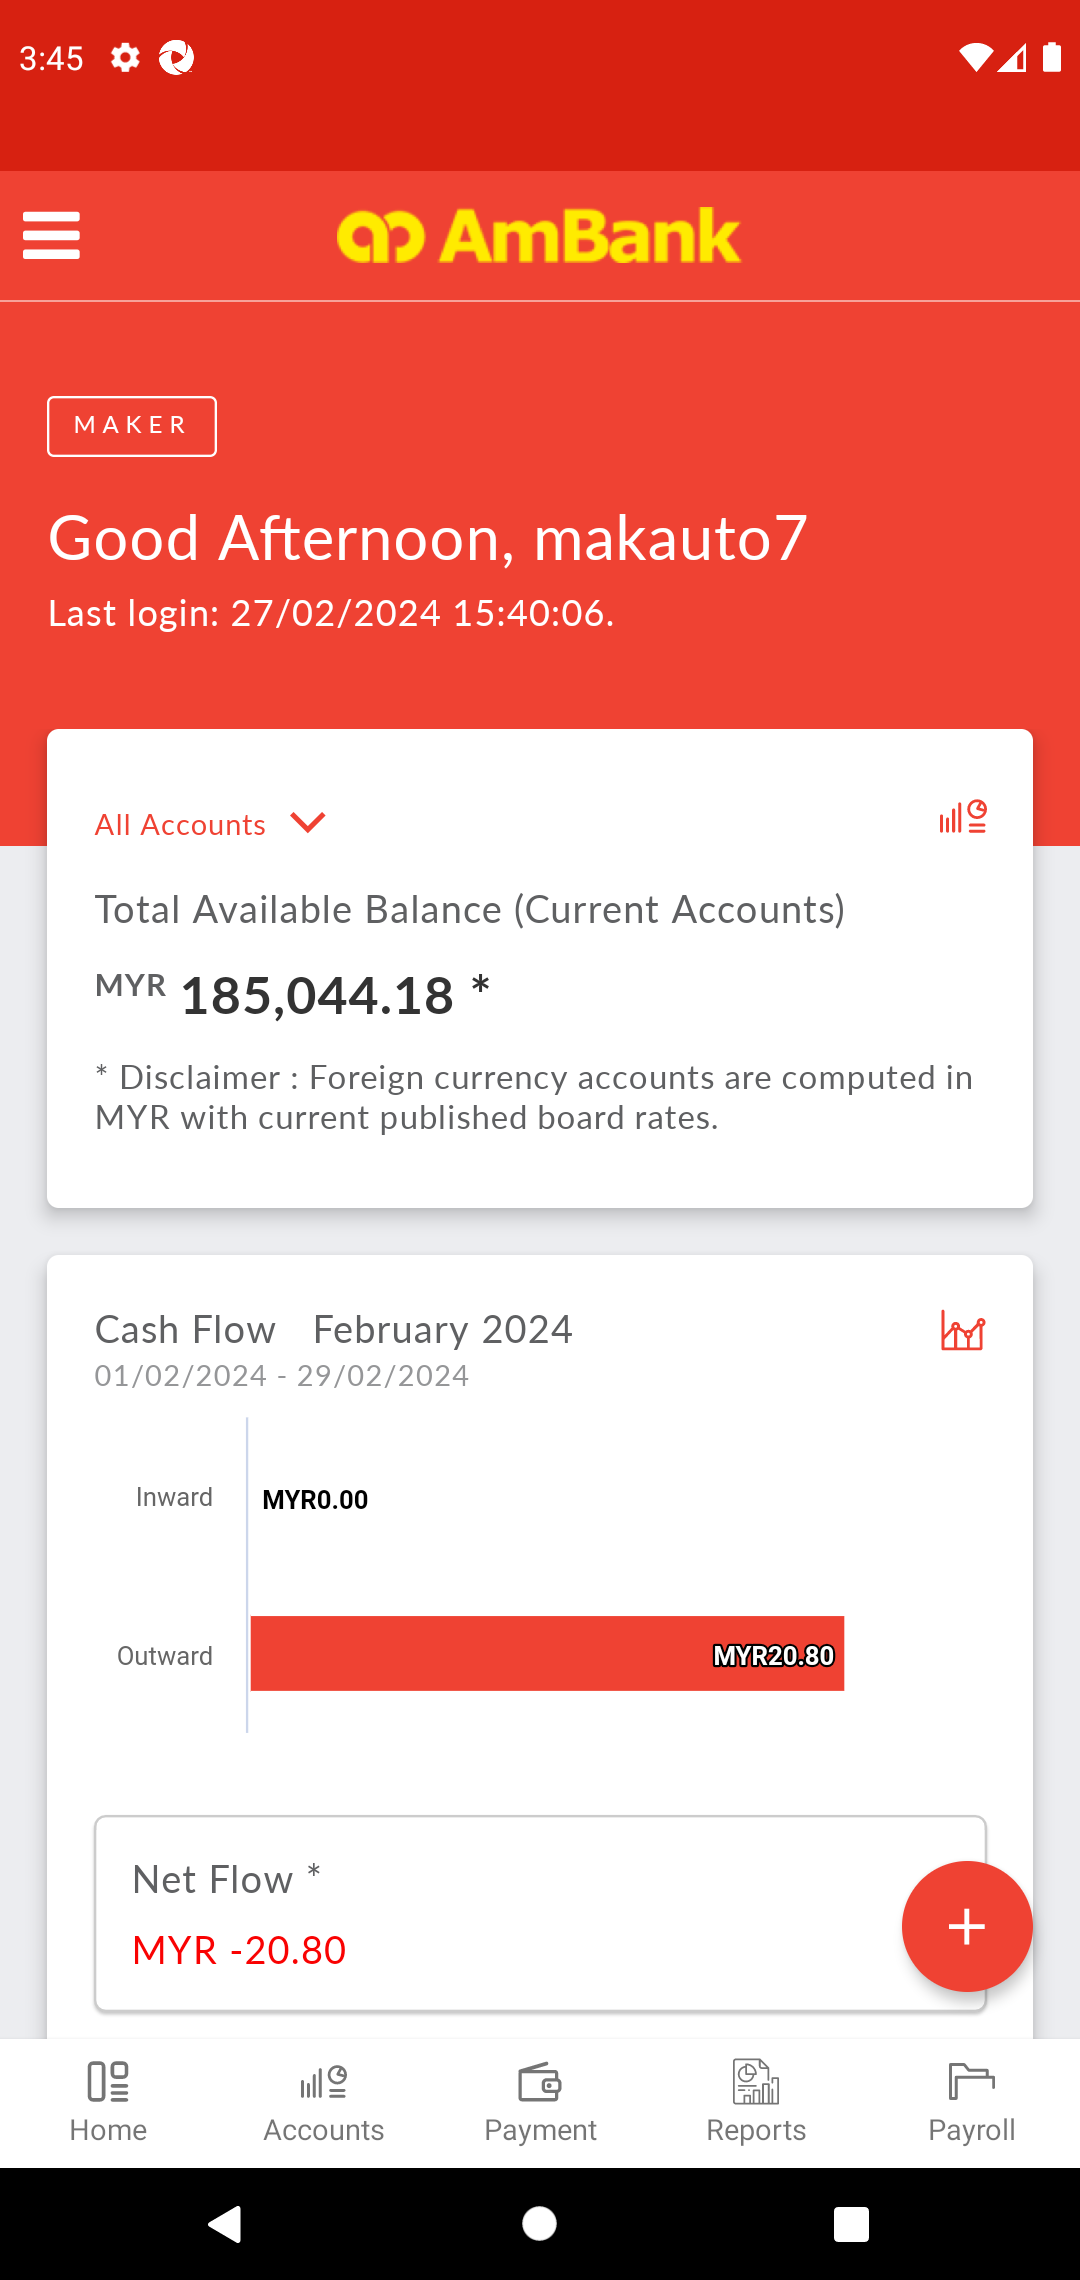 3:45
AmBank
MAKER
Good Afternoon, makauto7
Last login: 27/02/2024 15:40:06.
All Accounts
Total Available Balance (Current Accounts)
MYR 185,044.18 *
* Disclaimer : Foreign currency accounts are computed in
MYR with current published board rates.
Cash Flow February 2024
01/02/2024 - 29/02/2024
Inward MYR0.00
Outward MYR20.80
Net Flow *
MYR -20.80
+
Home Accounts Payment Reports Payroll